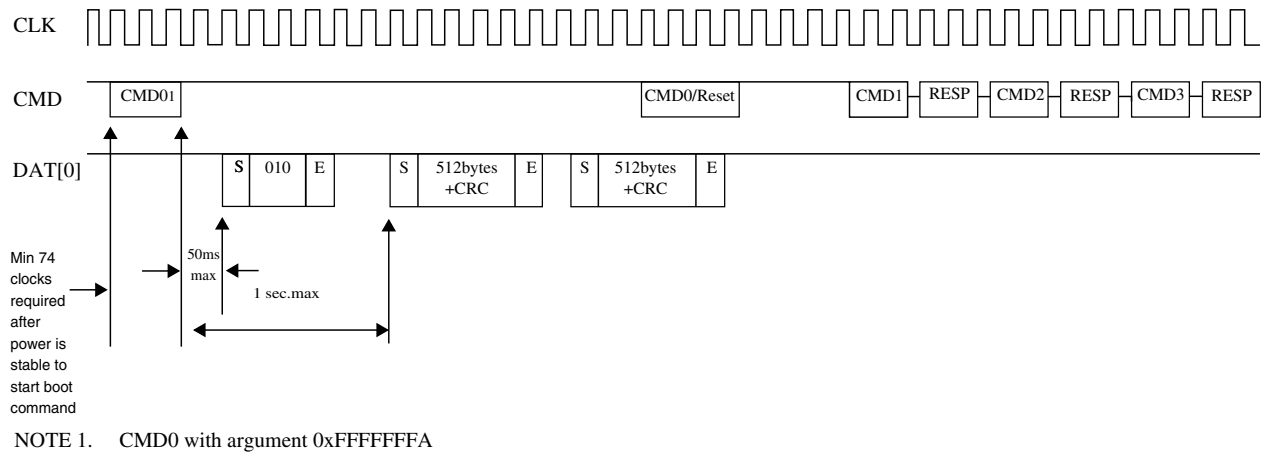 CLK
CMD
CMD01
CMD0/Reset
CMD1
RESP
CMD2
RESP
CMD3
RESP
DAT[0]
S
010
E
S
512bytes
+CRC
E
S
512bytes
+CRC
E
50ms
max
1 sec.max
Min 74
clocks
required
after
power is
stable to
start boot
command
NOTE 1. CMD0 with argument 0xFFFFFFFA